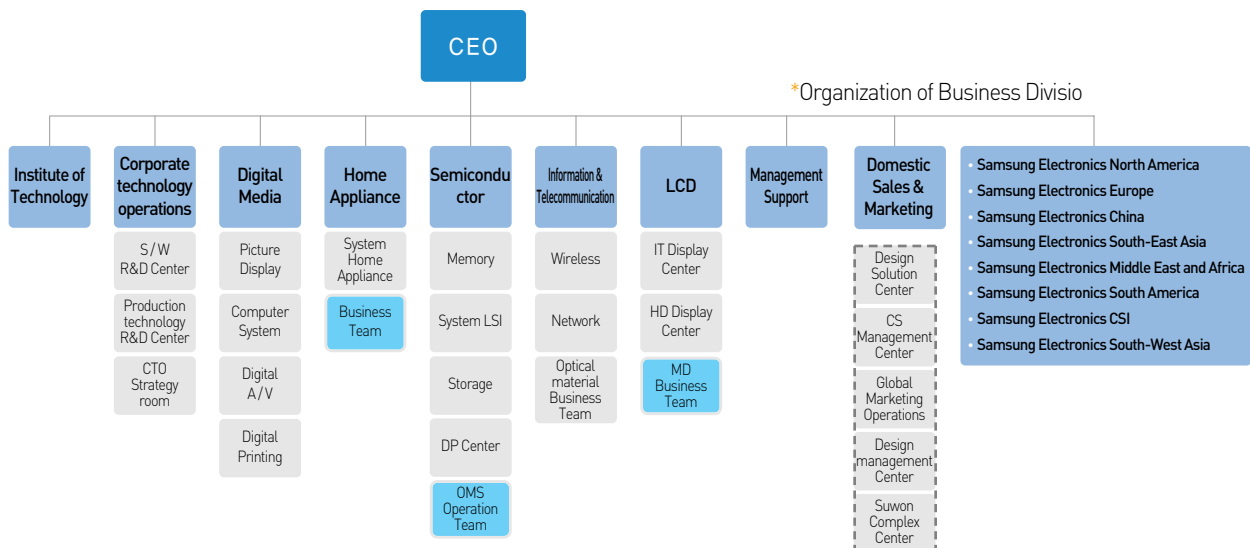 CEO
*Organization of Business Divisio
Institute of
Technology
Corporate
technology
operations
S/W
R&D Center
Production
technology
R&D Center
CTO
Strategy
room
Digital
Media
Picture
Display
Computer
System
Digital
A/V
Digital
Printing
Home
Appliance
System
Home
Appliance
Business
Team
Semicondu
ctor
Memory
System LSI
Storage
DP Center
OMS
Operation
Team
Information &
Telecommunication
Wireless
Network
Optical
material
Business
Team
LCD
IT Display
Center
HD Display
Center
MD
Business
Team
Management
Support
Domestic
Sales &
Marketing
Design
Solution
Center
CS
Management
Center
Global
Marketing
Operations
Design
management
Center
Suwon
Complex
Center
• Samsung Electronics North America
• Samsung Electronics Europe
• Samsung Electronics China
• Samsung Electronics South-East Asia
• Samsung Electronics Middle East and Africa
• Samsung Electronics South America
• Samsung Electronics CSI
• Samsung Electronics South-West Asia